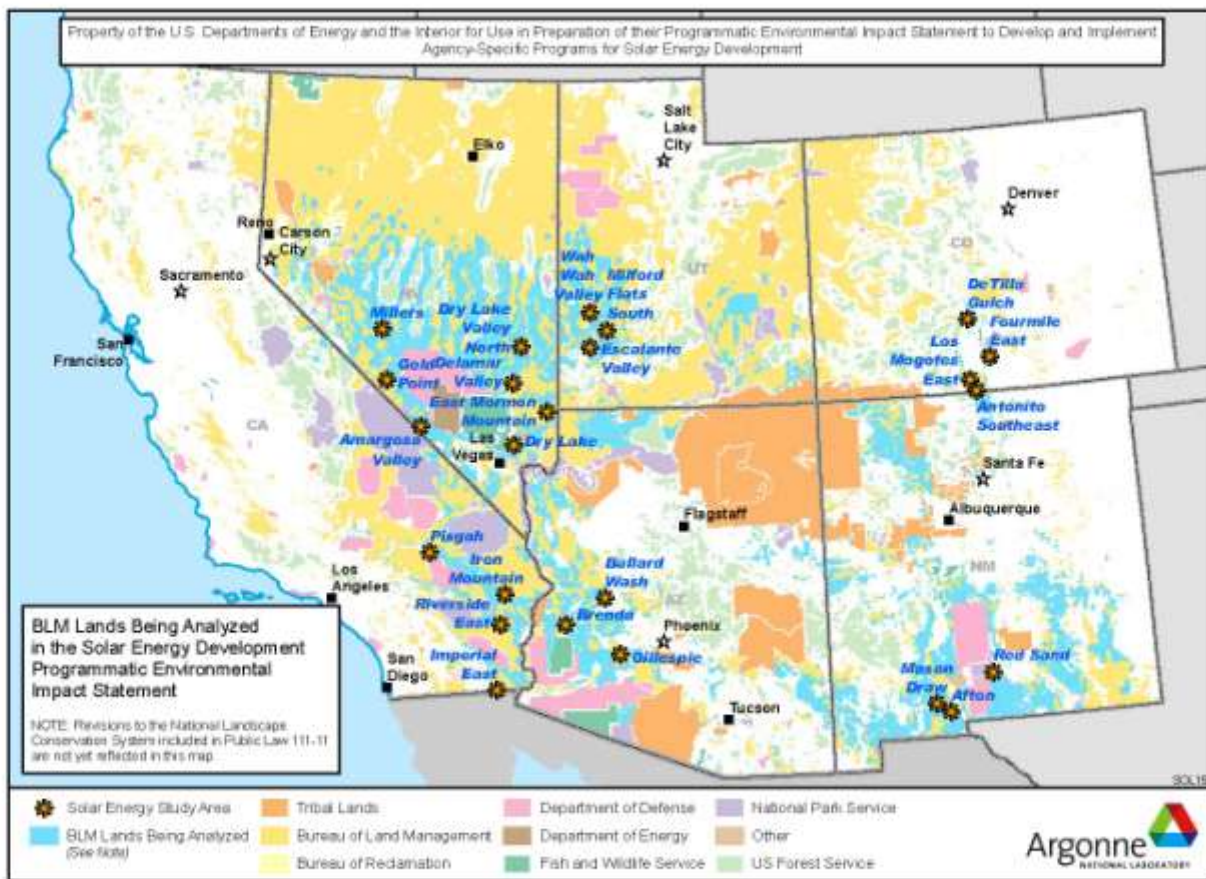 Property of the U.S. Departments of Energy and the Interior for Use in Preparation of their Programmatic Environmental Impact Statement to Develop and Implement
Agency-Specific Programs for Solar Energy Development
Salt
Lake
City
Elko
Denver
Reno
Carson
City
Sacramento
CO
UT
Wah
Wah
Valley
Milford
Flats
South
DeTilla
Gulch
Fourmile
East
Millers
Dry Lake
Valley
North
San
Francisco
Escalante
Valley
Los
Mogotes
East
Gold
Point
Delamar
Valley
East Mormon
Mountain
Antonito
Southeast
CA
Amargosa
Valley
Las
Vegas
Dry Lake
Santa Fe
Flagstaff
Albuquerque
Pisgah
Iron
Mountain
Bullard
Wash
NM
Los
Angeles
Riverside
East
Brenda
AZ
Phoenix
Gillespie
Imperial
East
San
Diego
Mason
Draw
Red Sand
Afton
Tucson
BLM Lands Being Analyzed
in the Solar Energy Development
Programmatic Environmental
Impact Statement
NOTE: Revisions to the National Landscape
Conservation System included in Public Law 111-11
are not yet reflected in this map
Solar Energy Study Area
BLM Lands Being Analyzed
(See Note)
Tribal Lands
Bureau of Land Management
Bureau of Reclamation
Department of Defense
Department of Energy
Fish and Wildlife Service
National Park Service
Other
US Forest Service
Argonne
NATIONAL LABORATORY